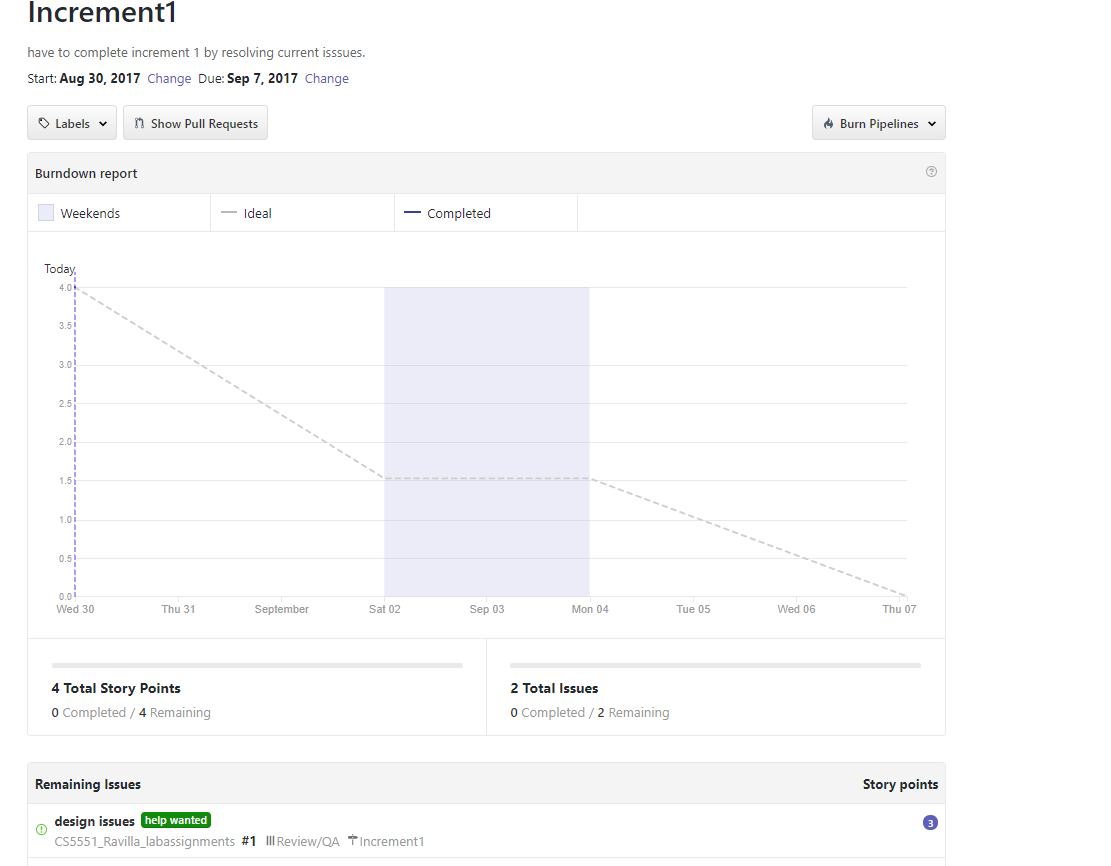 Increment1
have to complete increment 1 by resolving current isssues.
Start: Aug 30, 2017 Change Due: Sep 7, 2017 Change
Labels Show Pull Requests Burn Pipelines
Burndown report ?
Weekends Ideal Completed
Today
4.0
3.5
3.0
2.5
2.0
1.5
1.0
0.5
0.0
Wed 30 Thu 31 September Sat 02 Sep 03 Mon 04 Tue 05 Wed 06 Thu 07
4 Total Story Points 2 Total Issues
0 Completed / 4 Remaining 0 Completed / 2 Remaining
Remaining Issues Story points
design issues help wanted 3
CS5551_Ravilla_labassignments #1 Review/QA Increment1